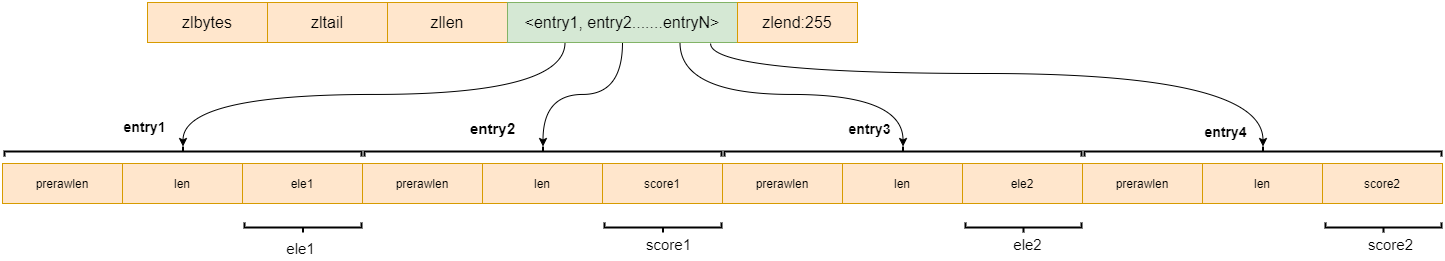 zlbytes zltail zllen <entry1, entry2.......entryN> zlend:255
entry1 entry2 entry3 entry4
prerawlen len ele1 prerawlen len score1 prerawlen len ele2 prerawlen len score2
ele1 score1 ele2 score2